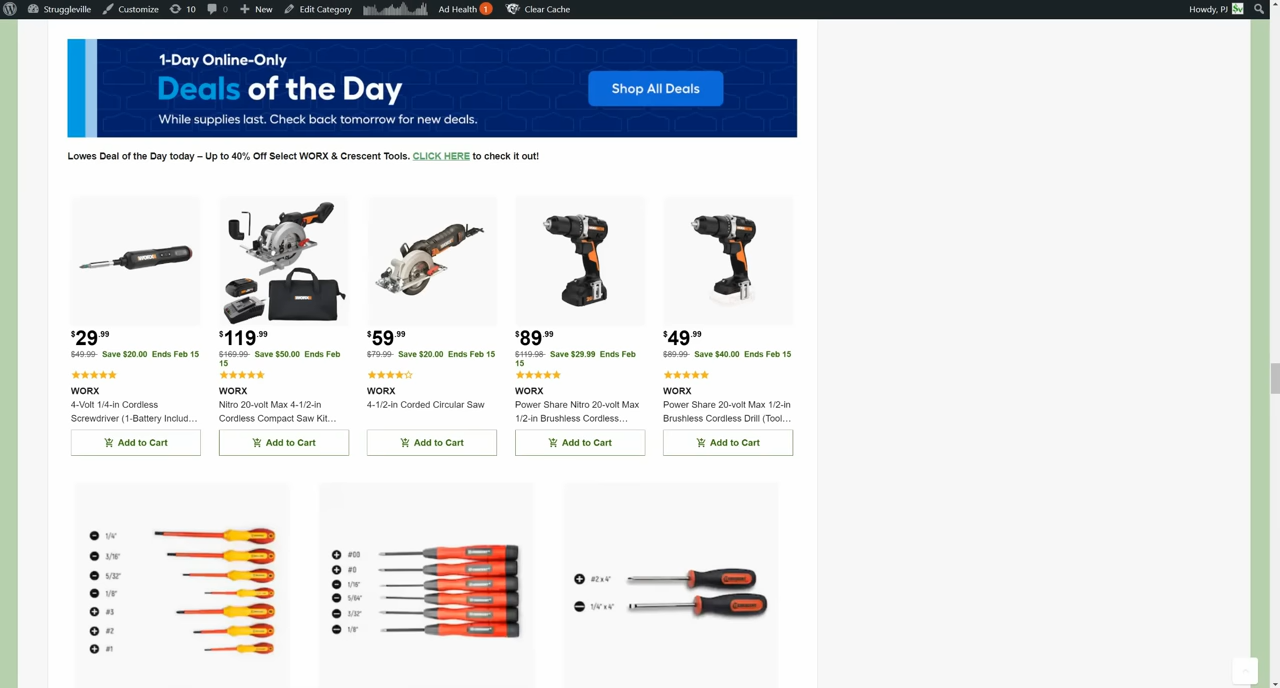 Struggleville Customize 10 0 New Edit Category Ad Health 1 Clear Cache Howdy, PJ
1-Day Online-Only
Deals of the Day
Shop All Deals
While supplies last. Check back tomorrow for new deals.
Lowes Deal of the Day today – Up to 40% Off Select WORX & Crescent Tools. CLICK HERE to check it out!
$29.99
$49.99 Save $20.00 Ends Feb 15
WORX
4-Volt 1/4-in Cordless
Screwdriver (1-Battery Includ…
Add to Cart
$119.99
$169.99 Save $50.00 Ends Feb
15
WORX
Nitro 20-volt Max 4-1/2-in
Cordless Compact Saw Kit…
Add to Cart
$59.99
$79.99 Save $20.00 Ends Feb 15
WORX
4-1/2-in Corded Circular Saw
Add to Cart
$89.99
$119.98 Save $29.99 Ends Feb
15
WORX
Power Share Nitro 20-volt Max
1/2-in Brushless Cordless…
Add to Cart
$49.99
$89.99 Save $40.00 Ends Feb 15
WORX
Power Share 20-volt Max 1/2-in
Brushless Cordless Drill (Tool…
Add to Cart
1/4"
3/16"
5/32"
1/8"
#3
#2
#1
#00
#0
1/16"
5/64"
3/32"
1/8"
#2 x 4"
1/4" x 4"